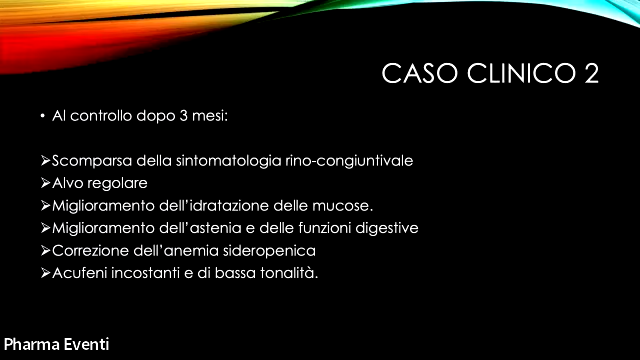 CASO CLINICO 2
• Al controllo dopo 3 mesi:
➢Scomparsa della sintomatologia rino-congiuntivale
➢Alvo regolare
➢Miglioramento dell’idratazione delle mucose.
➢Miglioramento dell’astenia e delle funzioni digestive
➢Correzione dell’anemia sideropenica
➢Acufeni incostanti e di bassa tonalità.
Pharma Eventi